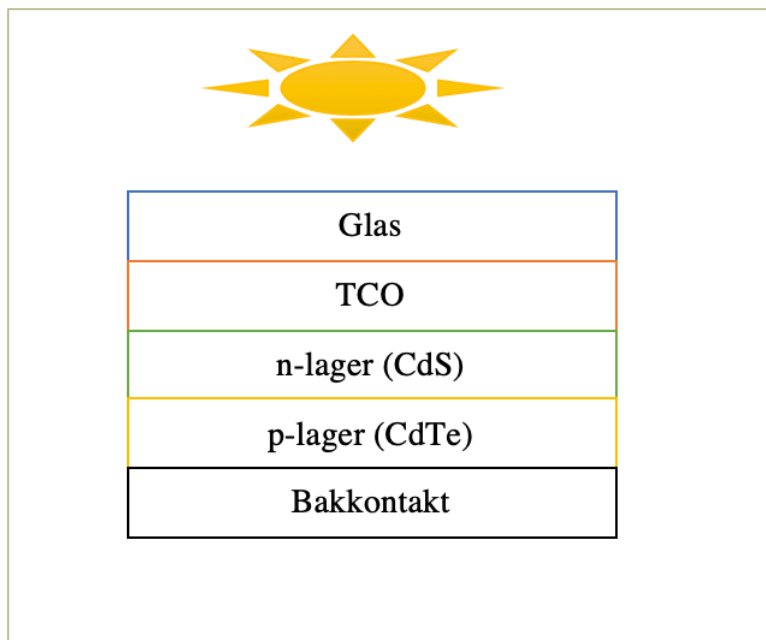 Glas
TCO
n-lager (CdS)
p-lager (CdTe)
Bakkontakt